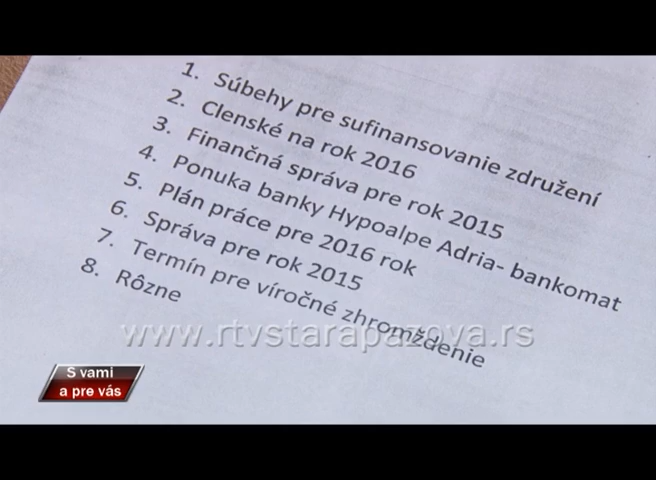 1. Súbehy pre sufinansovanie združení
2. Clenské na rok 2016
3. Finančná správa pre rok 2015
4. Ponuka banky Hypoalpe Adria- bankomat
5. Plán práce pre 2016 rok
6. Správa pre rok 2015
7. Termín pre víročné zhromždenie
8. Rôzne
www.rtvstarapazova.rs
S vami
a pre vás